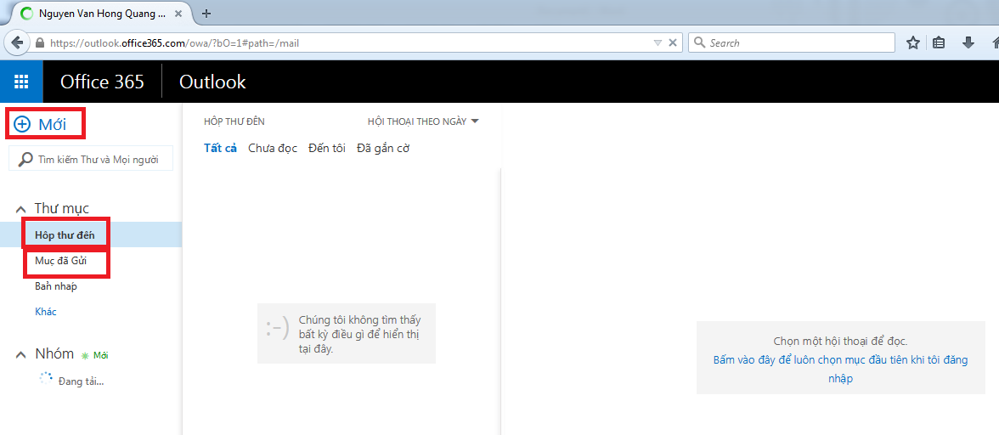 Nguyen Van Hong Quang ...
https://outlook.office365.com/owa/?bO=1#path=/mail
Search
Office 365
Outlook
Mới
Tìm kiếm Thư và Mọi người
Thư mục
Hộp thư đến
Mục đã Gửi
Bản nháp
Khác
Nhóm
Mới
Đang tải...
HỘP THƯ ĐẾN
HỘI THOẠI THEO NGÀY
Tất cả Chưa đọc Đến tôi Đã gắn cờ
:-)
Chúng tôi không tìm thấy
bất kỳ điều gì để hiển thị
tại đây.
Chọn một hội thoại để đọc.
Bấm vào đây để luôn chọn mục đầu tiên khi tôi đăng
nhập